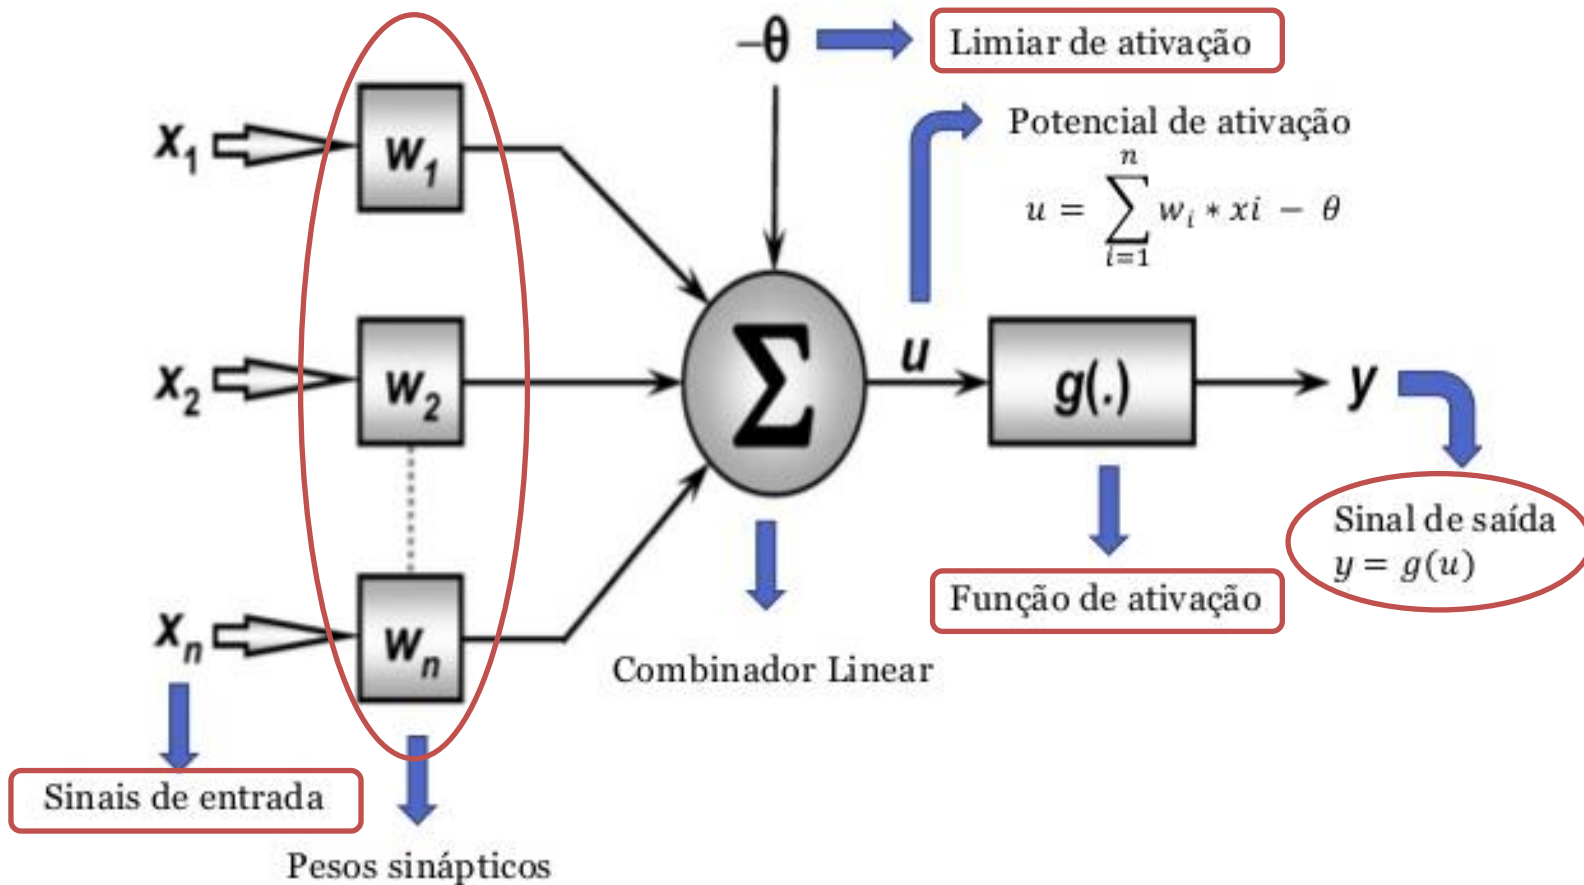 −θ
Limiar de ativação
Potencial de ativação
u = ∑ⁿᵢ₌₁ wᵢ * xi − θ
x₁
w₁
x₂
w₂
Σ
u
g(.)
y
Sinal de saída
y = g(u)
Função de ativação
xₙ
wₙ
Combinador Linear
Sinais de entrada
Pesos sinápticos